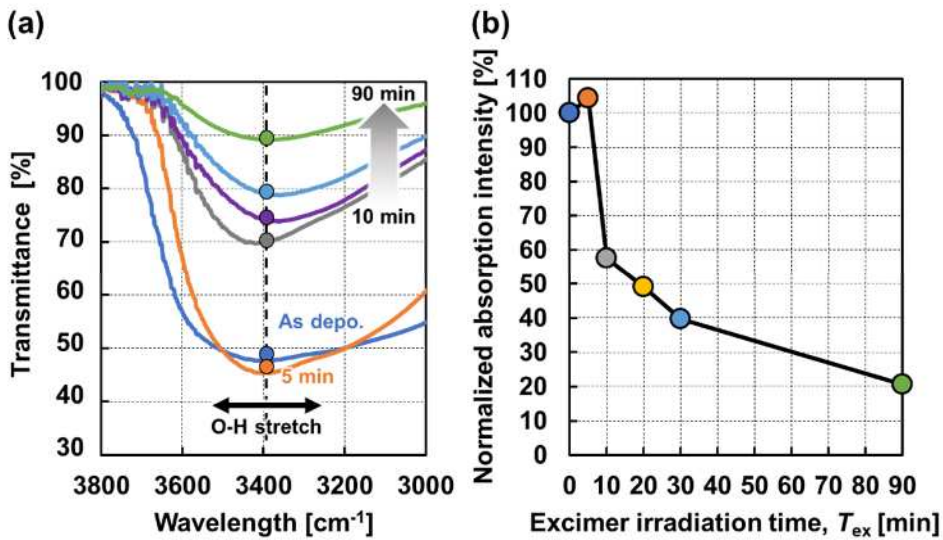 (a)
Transmittance [%]
100
90
80
70
60
50
40
30
90 min
10 min
As depo.
5 min
O-H stretch
3800 3600 3400 3200 3000
Wavelength [cm⁻¹]
(b)
Normalized absorption intensity [%]
110
100
90
80
70
60
50
40
30
20
10
0
0 10 20 30 40 50 60 70 80 90
Excimer irradiation time, Tex [min]